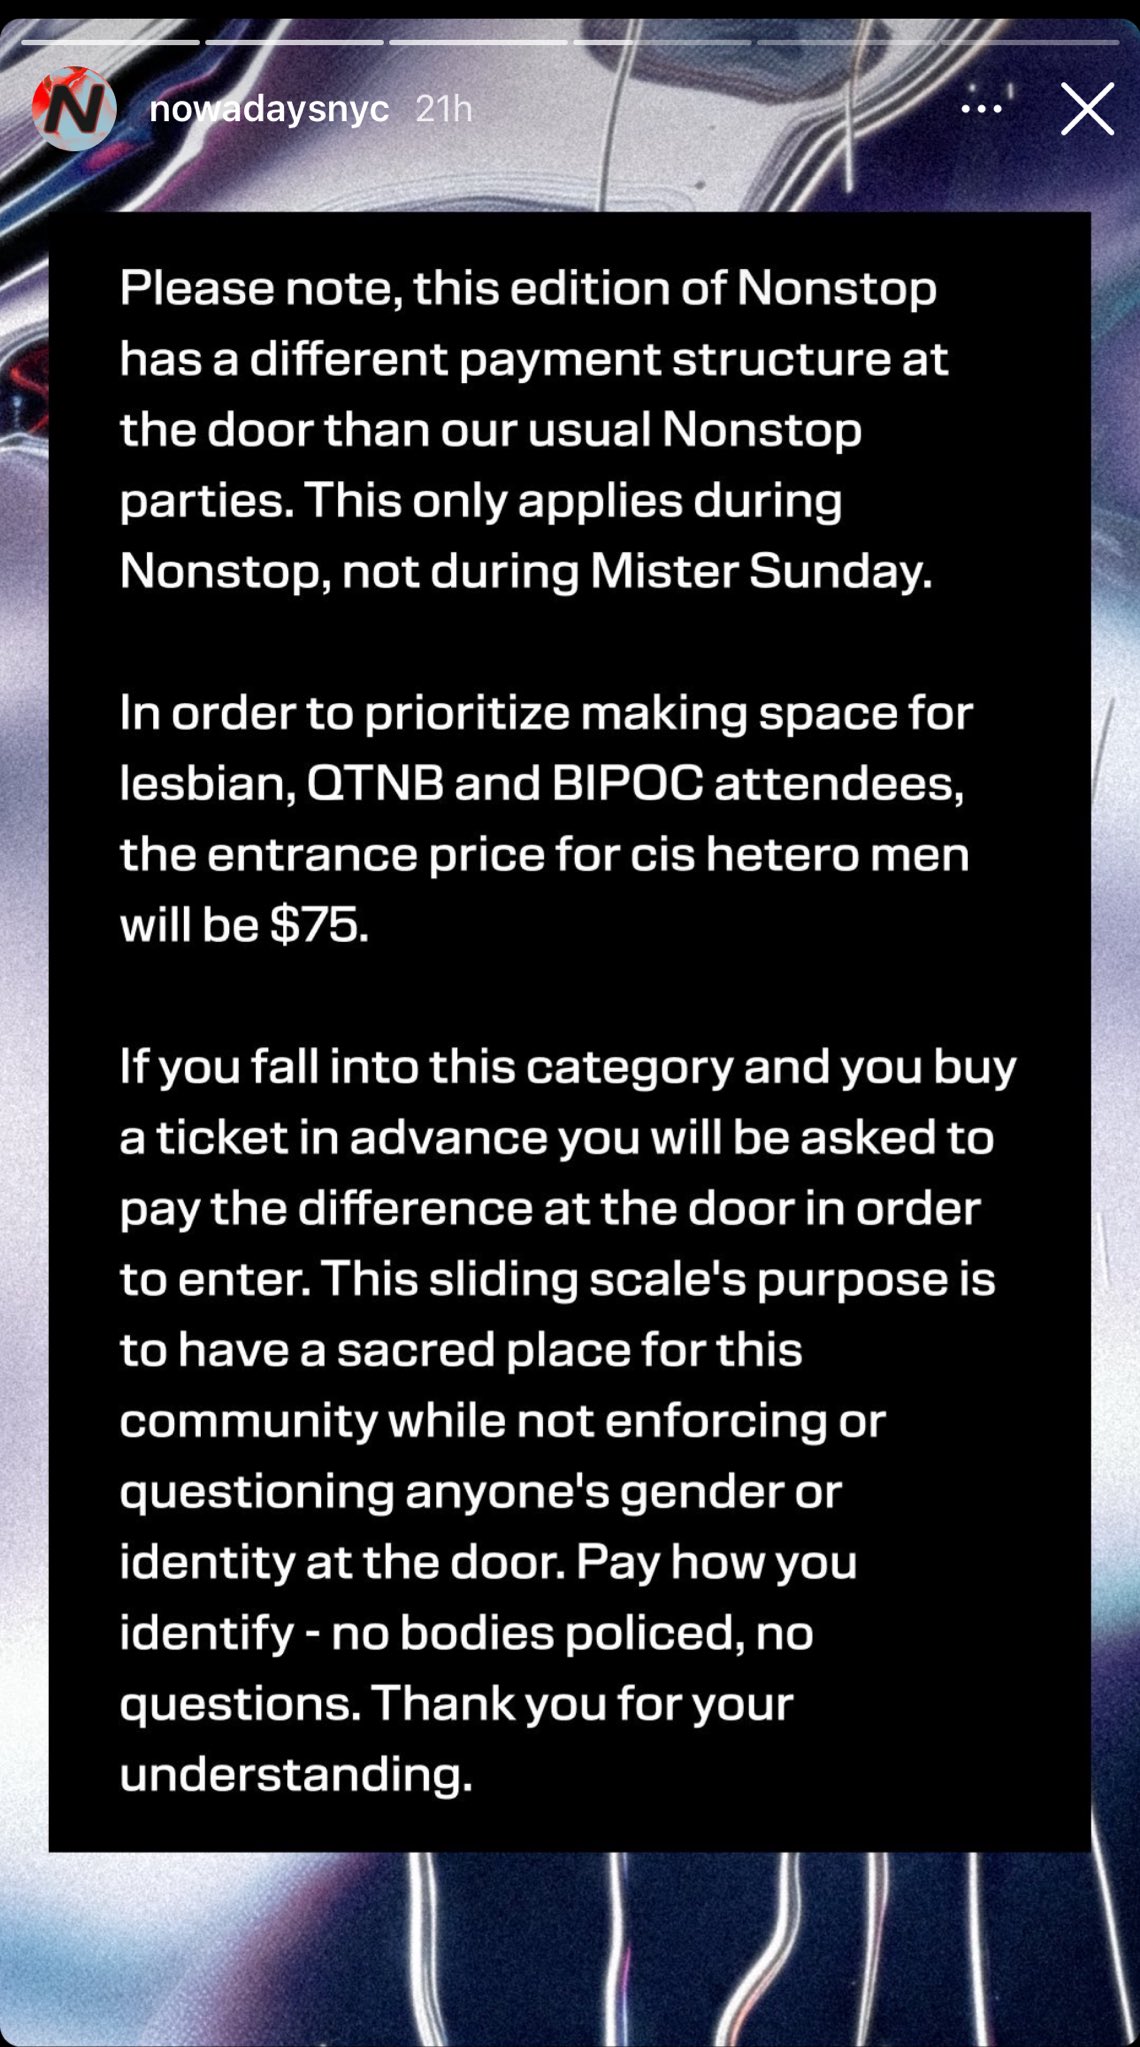 N nowadaysnyc 21h
Please note, this edition of Nonstop
has a different payment structure at
the door than our usual Nonstop
parties. This only applies during
Nonstop, not during Mister Sunday.
In order to prioritize making space for
lesbian, QTNB and BIPOC attendees,
the entrance price for cis hetero men
will be $75.
If you fall into this category and you buy
a ticket in advance you will be asked to
pay the difference at the door in order
to enter. This sliding scale's purpose is
to have a sacred place for this
community while not enforcing or
questioning anyone's gender or
identity at the door. Pay how you
identify - no bodies policed, no
questions. Thank you for your
understanding.